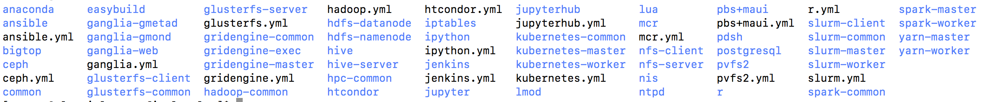 anaconda easybuild glusterfs-server hadoop.yml htcondor.yml jupyterhub lua pbs+maui r.yml spark-master
ansible ganglia-gmetad glusterfs.yml hdfs-datanode iptables jupyterhub.yml mcr pbs+maui.yml slurm-client spark-worker
ansible.yml ganglia-gmond gridengine-common hdfs-namenode ipython kubernetes-common mcr.yml pdsh slurm-common yarn-master
bigtop ganglia-web gridengine-exec hive ipython.yml kubernetes-master nfs-client postgresql slurm-master yarn-worker
ceph ganglia.yml gridengine-master hive-server jenkins kubernetes-worker nfs-server pvfs2 slurm-worker
ceph.yml glusterfs-client gridengine.yml hpc-common jenkins.yml kubernetes.yml nis pvfs2.yml slurm.yml
common glusterfs-common hadoop-common htcondor jupyter lmod ntpd r spark-common